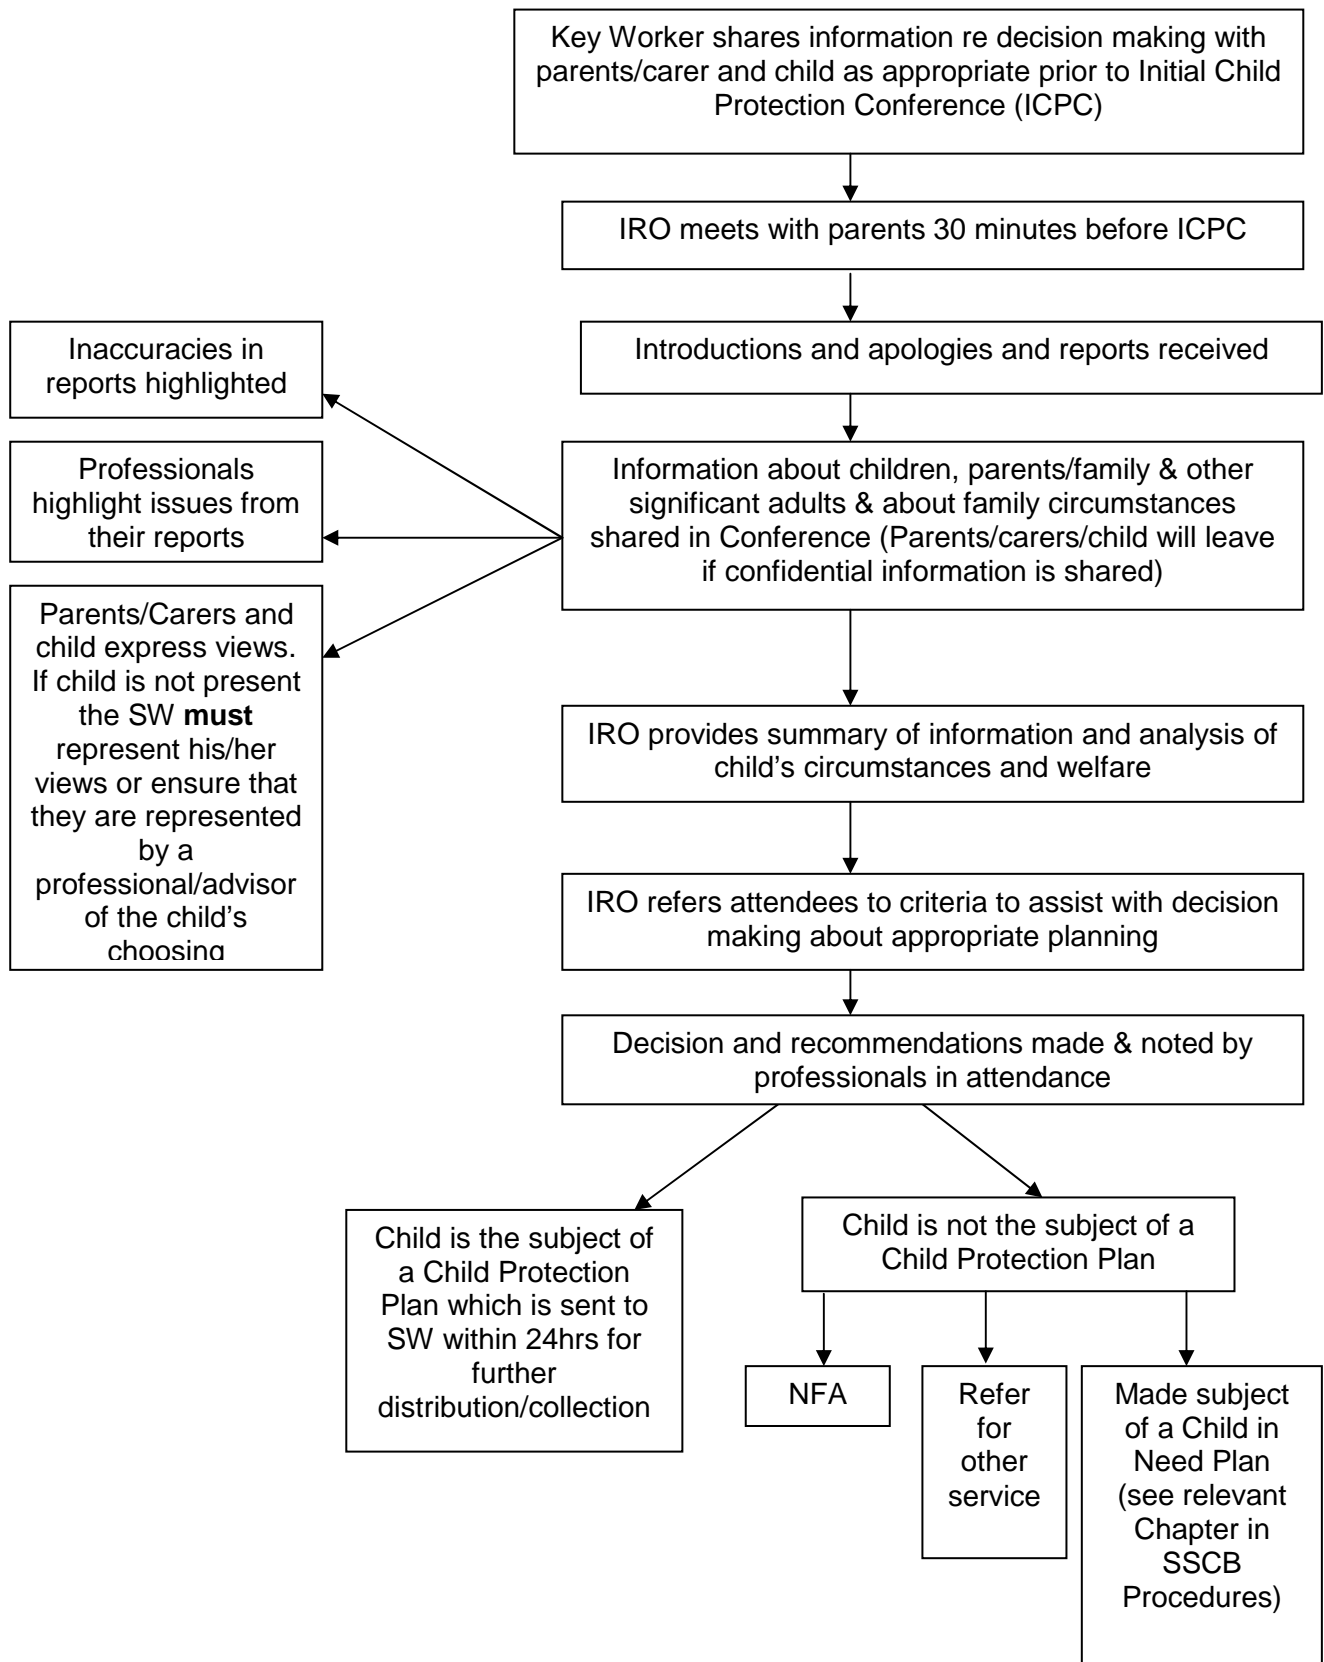 Key Worker shares information re decision making with
parents/carer and child as appropriate prior to Initial Child
Protection Conference (ICPC)
IRO meets with parents 30 minutes before ICPC
Introductions and apologies and reports received
Inaccuracies in
reports highlighted
Professionals
highlight issues from
their reports
Parents/Carers and
child express views.
If child is not present
the SW must
represent his/her
views or ensure that
they are represented
by a
professional/advisor
of the child's
choosing
Information about children, parents/family & other
significant adults & about family circumstances
shared in Conference (Parents/carers/child will leave
if confidential information is shared)
IRO provides summary of information and analysis of
child's circumstances and welfare
IRO refers attendees to criteria to assist with decision
making about appropriate planning
Decision and recommendations made & noted by
professionals in attendance
Child is the subject of
a Child Protection
Plan which is sent to
SW within 24hrs for
further
distribution/collection
Child is not the subject of a
Child Protection Plan
NFA
Refer
for
other
service
Made subject
of a Child in
Need Plan
(see relevant
Chapter in
SSCB
Procedures)